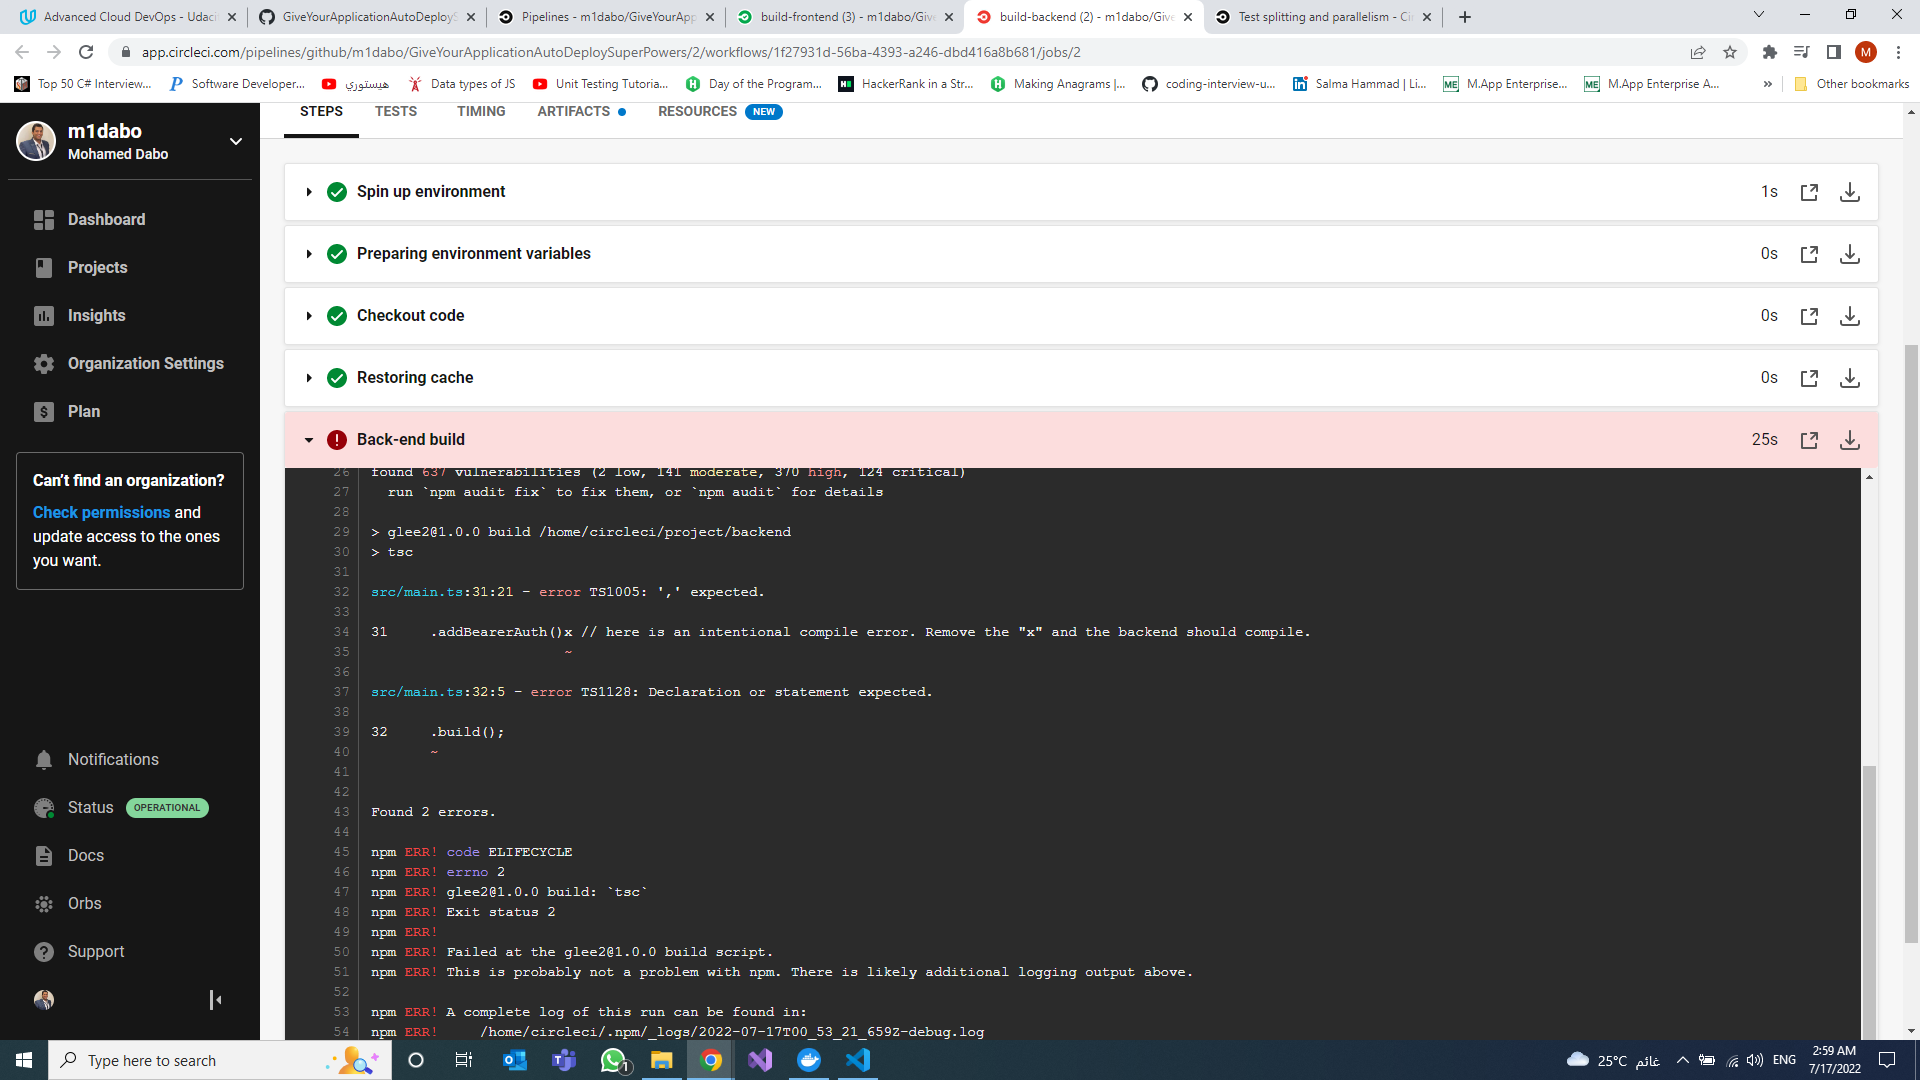 Advanced Cloud DevOps - Udaci
GiveYourApplicationAutoDeployS
Pipelines - m1dabo/GiveYourApp
build-frontend (3) - m1dabo/Give
build-backend (2) - m1dabo/Give
Test splitting and parallelism - Ci
app.circleci.com/pipelines/github/m1dabo/GiveYourApplicationAutoDeploySuperPowers/2/workflows/1f27931d-56ba-4393-a246-dbd416a8b681/jobs/2
M
Top 50 C# Interview...
Software Developer...
هيستوري
Data types of JS
Unit Testing Tutoria...
Day of the Program...
HackerRank in a Str...
Making Anagrams |...
coding-interview-u...
Salma Hammad | Li...
ME M.App Enterprise...
ME M.App Enterprise A...
»
Other bookmarks
m1dabo
Mohamed Dabo
Dashboard
Projects
Insights
Organization Settings
Plan
Can't find an organization?
Check permissions and
update access to the ones
you want.
Notifications
Status OPERATIONAL
Docs
Orbs
Support
STEPS TESTS TIMING ARTIFACTS RESOURCES NEW
Spin up environment 1s
Preparing environment variables 0s
Checkout code 0s
Restoring cache 0s
Back-end build 25s
26 found 637 vulnerabilities (2 low, 141 moderate, 370 high, 124 critical)
27 run `npm audit fix` to fix them, or `npm audit` for details
28
29 > glee2@1.0.0 build /home/circleci/project/backend
30 > tsc
31
32 src/main.ts:31:21 - error TS1005: ',' expected.
33
34 31 .addBearerAuth()x // here is an intentional compile error. Remove the "x" and the backend should compile.
35 ~
36
37 src/main.ts:32:5 - error TS1128: Declaration or statement expected.
38
39 32 .build();
40 ~
41
42
43 Found 2 errors.
44
45 npm ERR! code ELIFECYCLE
46 npm ERR! errno 2
47 npm ERR! glee2@1.0.0 build: `tsc`
48 npm ERR! Exit status 2
49 npm ERR!
50 npm ERR! Failed at the glee2@1.0.0 build script.
51 npm ERR! This is probably not a problem with npm. There is likely additional logging output above.
52
53 npm ERR! A complete log of this run can be found in:
54 npm ERR! /home/circleci/.npm/_logs/2022-07-17T00_53_21_659Z-debug.log
Type here to search
1
25°C غائم
ENG
2:59 AM
7/17/2022